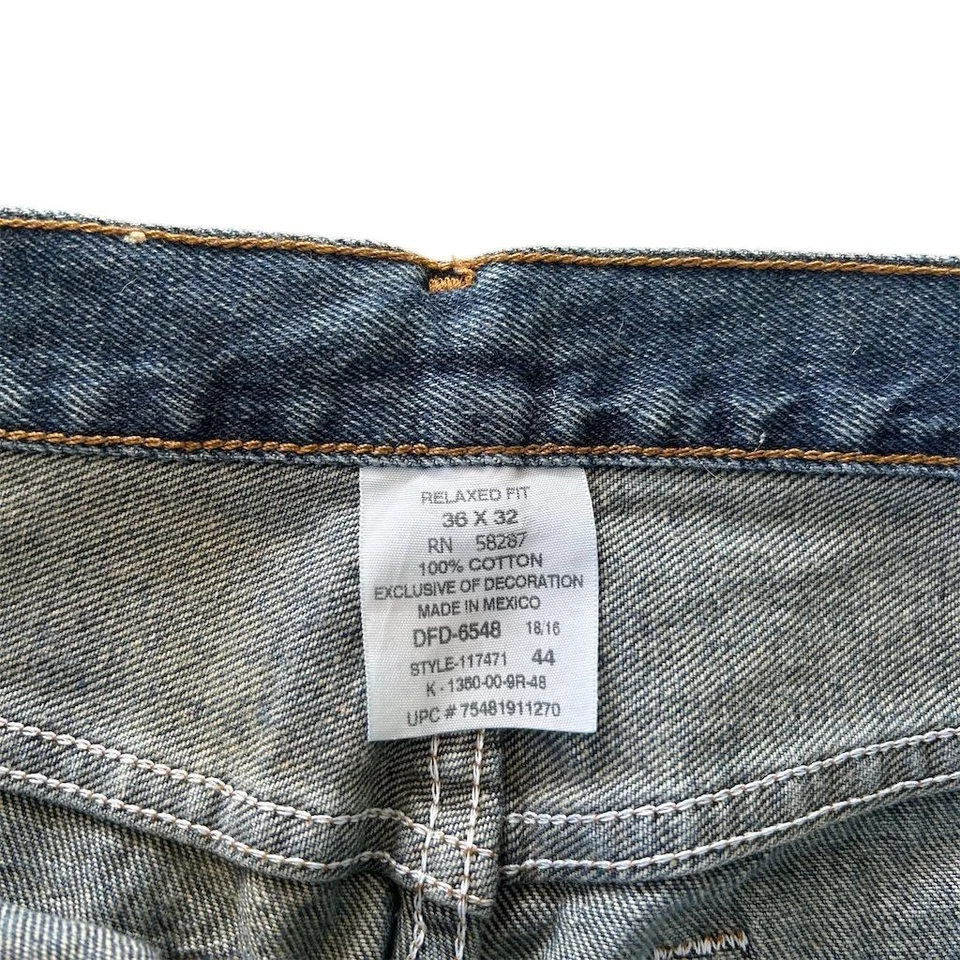 RELAXED FIT
36 X 32
RN 58287
100% COTTON
EXCLUSIVE OF DECORATION
MADE IN MEXICO
DFD-6548 18/16
STYLE-117471 44
K - 1360-00-9R-48
UPC # 75481911270